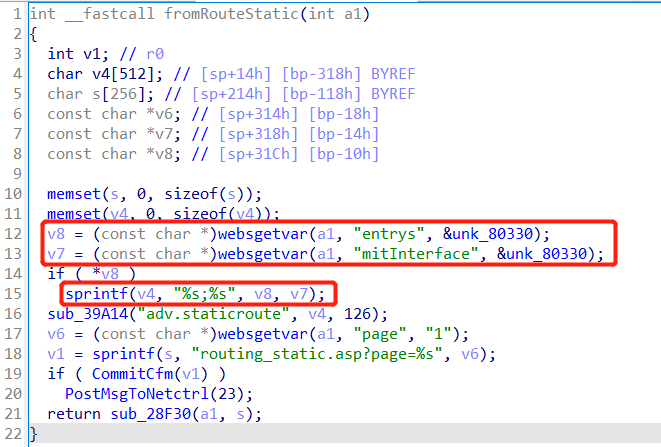 1 int __fastcall fromRouteStatic(int a1)
2 {
3   int v1; // r0
4   char v4[512]; // [sp+14h] [bp-318h] BYREF
5   char s[256]; // [sp+214h] [bp-118h] BYREF
6   const char *v6; // [sp+314h] [bp-18h]
7   const char *v7; // [sp+318h] [bp-14h]
8   const char *v8; // [sp+31Ch] [bp-10h]
9
10   memset(s, 0, sizeof(s));
11   memset(v4, 0, sizeof(v4));
12   v8 = (const char *)websgetvar(a1, "entrys", &unk_80330);
13   v7 = (const char *)websgetvar(a1, "mitInterface", &unk_80330);
14   if ( *v8 )
15     sprintf(v4, "%s;%s", v8, v7);
16   sub_39A14("adv.staticroute", v4, 126);
17   v6 = (const char *)websgetvar(a1, "page", "1");
18   v1 = sprintf(s, "routing_static.asp?page=%s", v6);
19   if ( CommitCfm(v1) )
20     PostMsgToNetctrl(23);
21   return sub_28F30(a1, s);
22 }